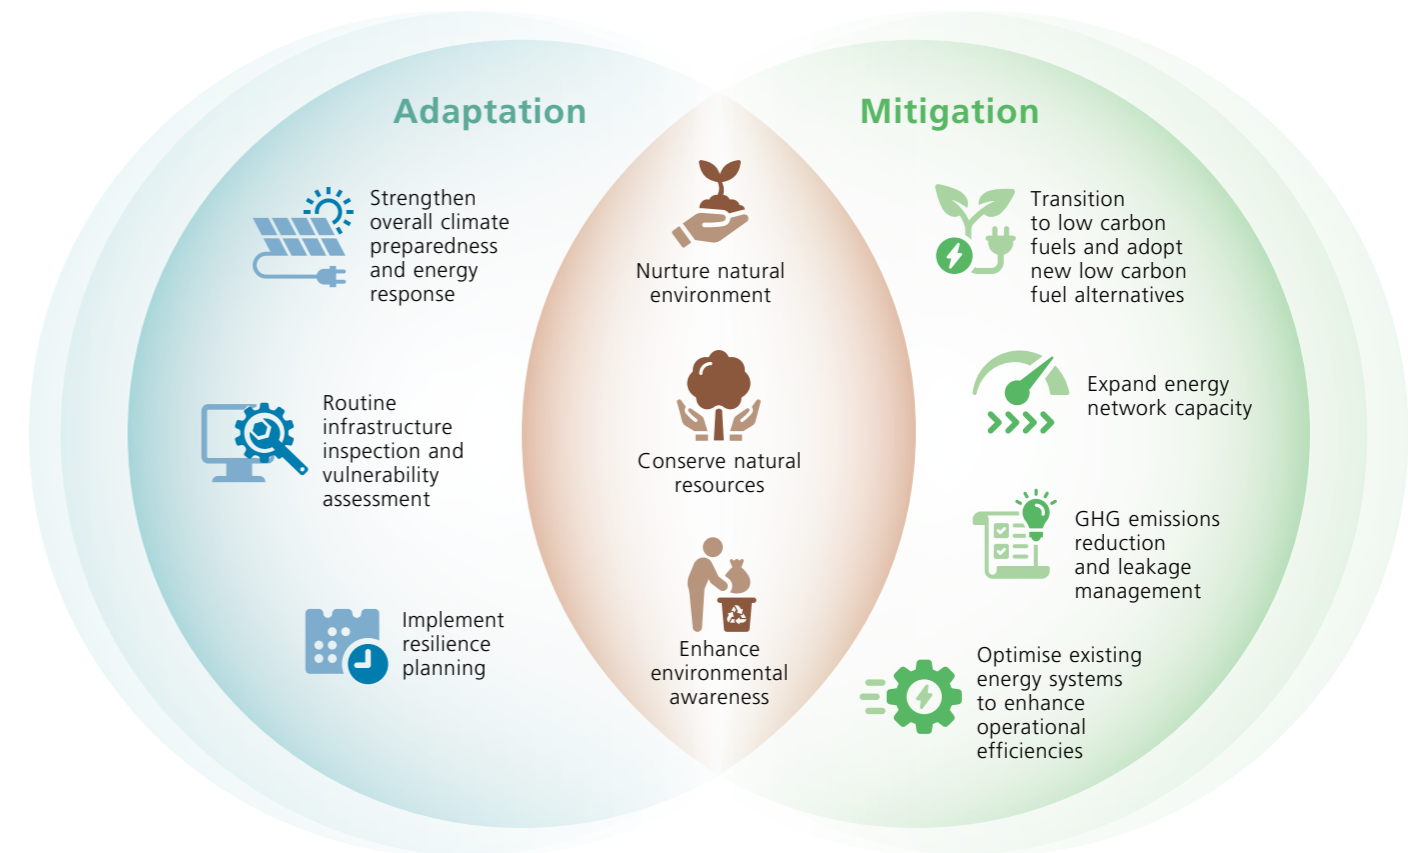 Adaptation
Strengthen
overall climate
preparedness
and energy
response
Routine
infrastructure
inspection and
vulnerability
assessment
Implement
resilience
planning
Nurture natural
environment
Conserve natural
resources
Enhance
environmental
awareness
Mitigation
Transition
to low carbon
fuels and adopt
new low carbon
fuel alternatives
Expand energy
network capacity
GHG emissions
reduction
and leakage
management
Optimise existing
energy systems
to enhance
operational
efficiencies